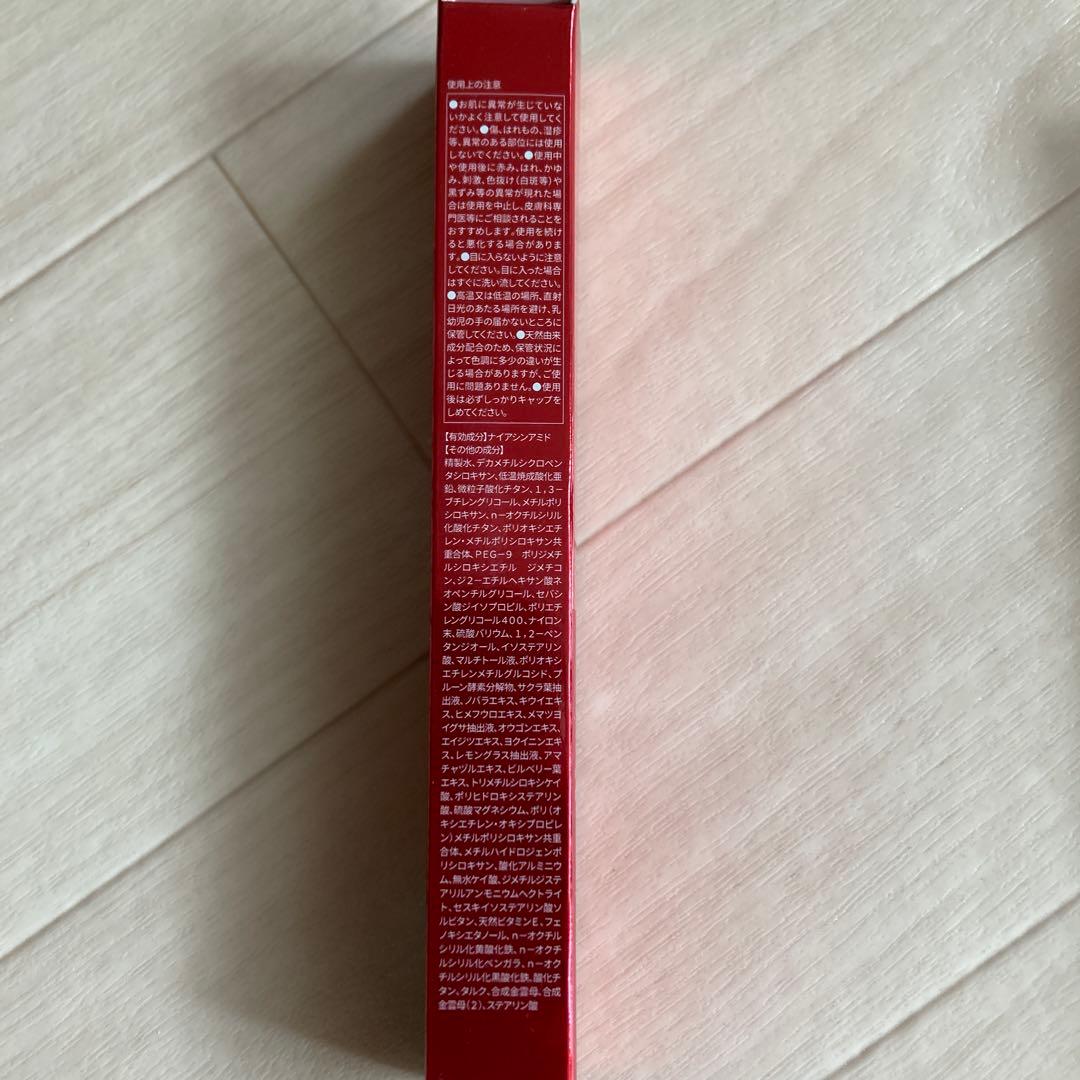 使用上の注意
●お肌に異常が生じていな
いかよく注意して使用してく
ださい。●傷、はれもの、湿疹
等、異常のある部位には使用
しないでください。●使用中
や使用後に赤み、はれ、かゆ
み、刺激、色抜け(白斑等)や
黒ずみ等の異常が現れた場
合は使用を中止し、皮膚科専
門医等にご相談されることを
おすすめします。使用を続け
ると悪化する場合がありま
す。●目に入らないように注意
してください。目に入った場合
はすぐに洗い流してください。
●高温又は低温の場所、直射
日光のあたる場所を避け、乳
幼児の手の届かないところに
保管してください。●天然由来
成分配合のため、保管状況に
よって色調に多少の違いが生
じる場合がありますが、ご使
用に問題ありません。●使用
後は必ずしっかりキャップを
しめてください。
【有効成分】ナイアシンアミド
【その他の成分】
精製水、デカメチルシクロペン
タシロキサン、低温焼成酸化亜
鉛、微粒子酸化チタン、1,3-
ブチレングリコール、メチルポリ
シロキサン、n-オクチルシリル
化酸化チタン、ポリオキシエチ
レン・メチルポリシロキサン共
重合体、PEG-9 ポリジメチ
ルシロキシエチル ジメチコ
ン、ジ2-エチルヘキサン酸ネ
オペンチルグリコール、セバシ
ン酸ジイソプロピル、ポリエチ
レングリコール400、ナイロン
末、硫酸バリウム、1,2-ペン
タンジオール、イソステアリン
酸、マルチトール液、ポリオキシ
エチレンメチルグルコシド、プ
ルーン酵素分解物、サクラ葉抽
出液、ノバラエキス、キウイエキ
ス、ヒメフウロエキス、メマツヨ
イグサ抽出液、オウゴンエキス、
エイジツエキス、ヨクイニンエキ
ス、レモングラス抽出液、アマ
チャヅルエキス、ビルベリー葉
エキス、トリメチルシロキシケイ
酸、ポリヒドロキシステアリン
酸、硫酸マグネシウム、ポリ(オ
キシエチレン・オキシプロピレ
ン)メチルポリシロキサン共重
合体、メチルハイドロジェンポ
リシロキサン、酸化アルミニウ
ム、無水ケイ酸、ジメチルジステ
アリルアンモニウムヘクトライ
ト、セスキイソステアリン酸ソ
ルビタン、天然ビタミンE、フェ
ノキシエタノール、n-オクチル
シリル化黄酸化鉄、n-オクチ
ルシリル化ベンガラ、n-オク
チルシリル化黒酸化鉄、酸化チ
タン、タルク、合成金雲母、合成
金雲母(2)、ステアリン酸